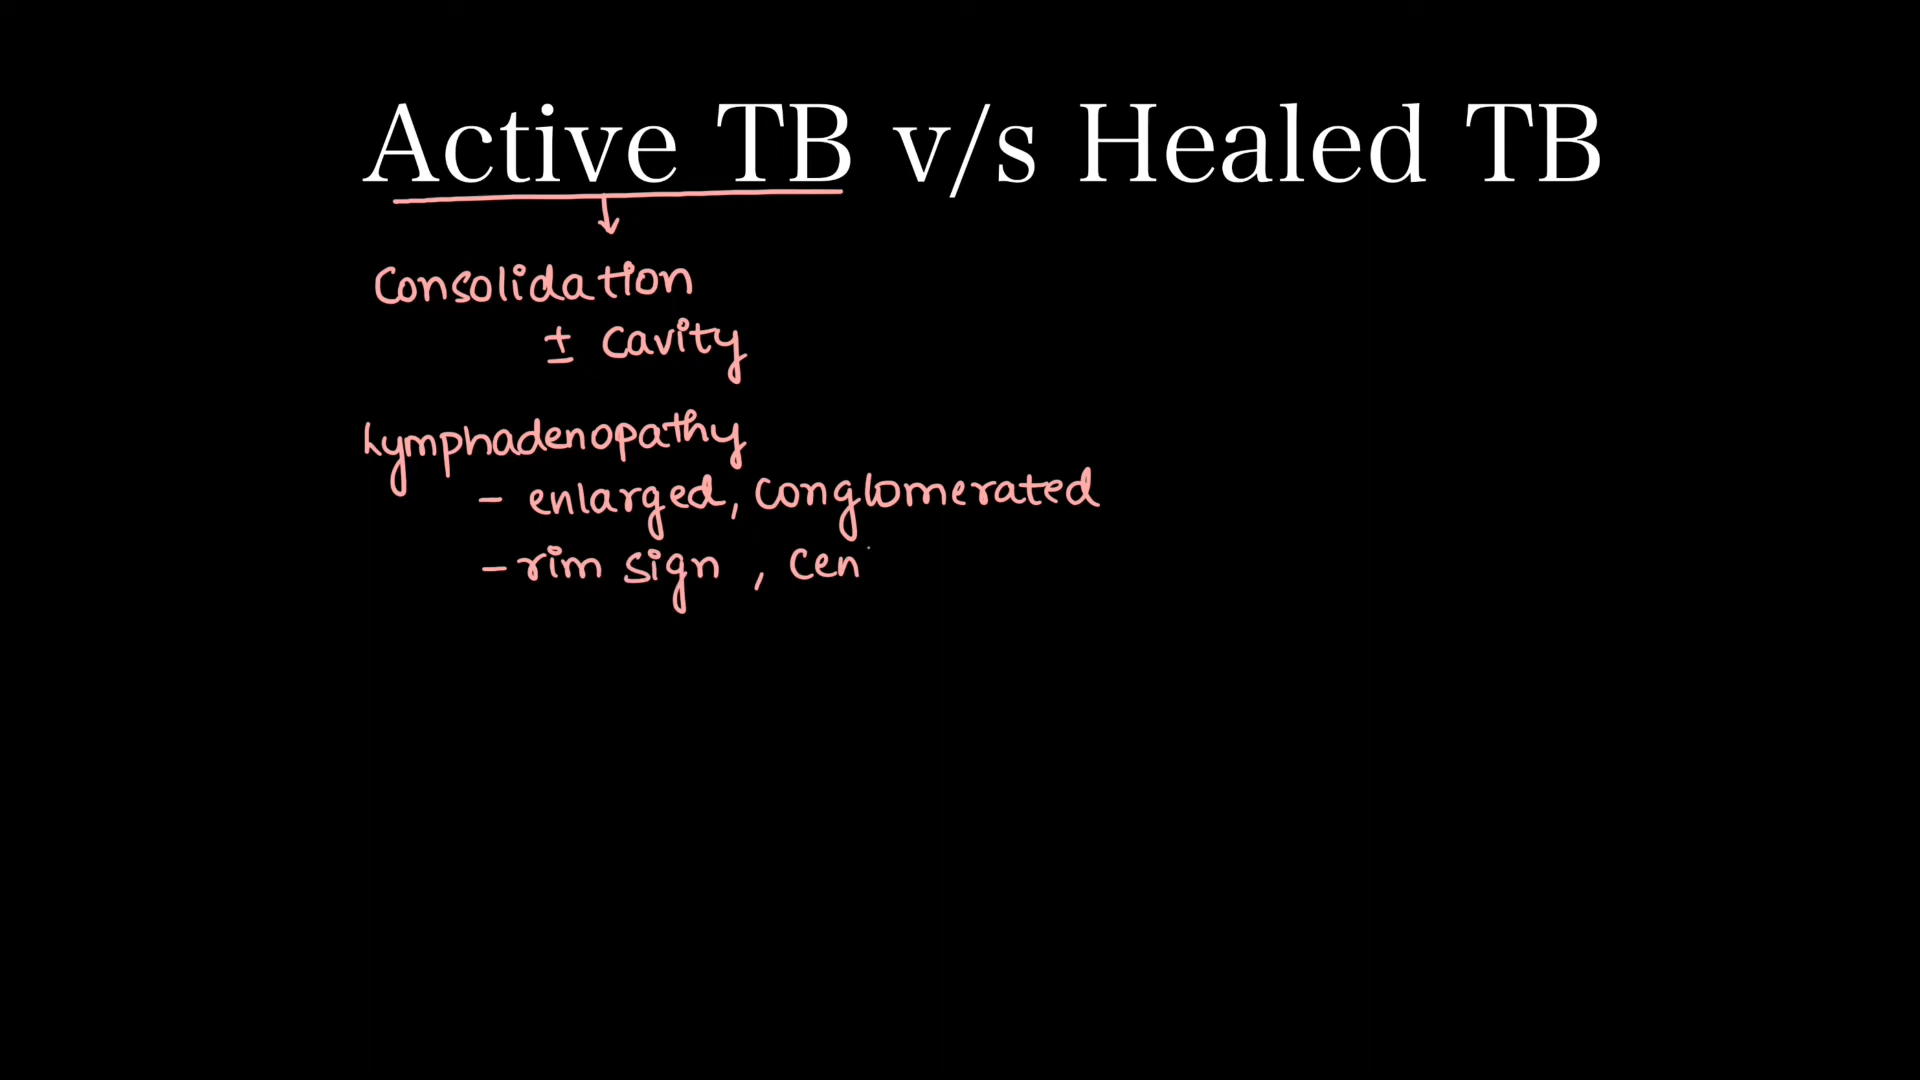 Active TB v/s Healed TB
Consolidation
± Cavity
Lymphadenopathy
- enlarged, conglomerated
- rim sign, cen